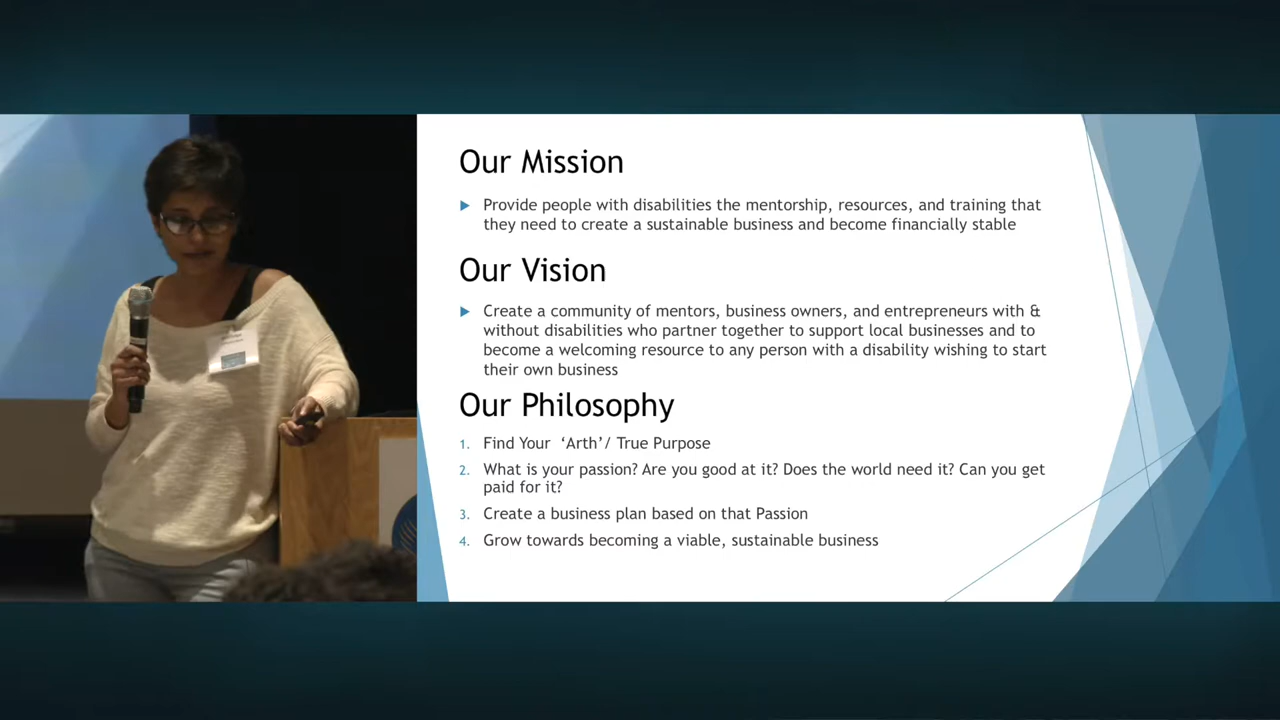 Our Mission
Provide people with disabilities the mentorship, resources, and training that
they need to create a sustainable business and become financially stable
Our Vision
Create a community of mentors, business owners, and entrepreneurs with &
without disabilities who partner together to support local businesses and to
become a welcoming resource to any person with a disability wishing to start
their own business
Our Philosophy
1. Find Your ‘Arth’/ True Purpose
2. What is your passion? Are you good at it? Does the world need it? Can you get
paid for it?
3. Create a business plan based on that Passion
4. Grow towards becoming a viable, sustainable business